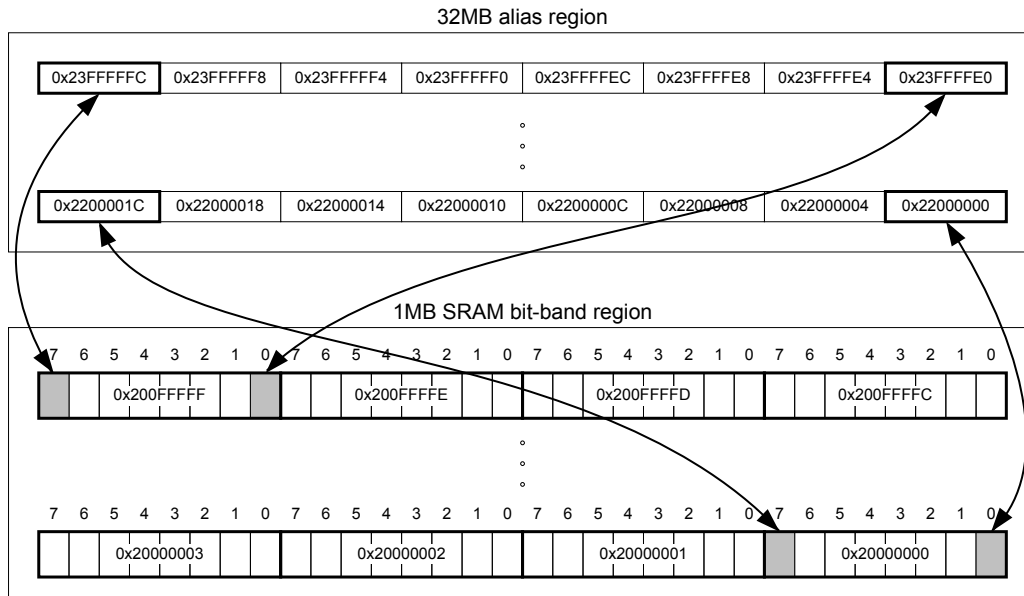 32MB alias region
0x23FFFFFC 0x23FFFFF8 0x23FFFFF4 0x23FFFFF0 0x23FFFFEC 0x23FFFFE8 0x23FFFFE4 0x23FFFFE0
0x2200001C 0x22000018 0x22000014 0x22000010 0x2200000C 0x22000008 0x22000004 0x22000000
1MB SRAM bit-band region
7 6 5 4 3 2 1 0 7 6 5 4 3 2 1 0 7 6 5 4 3 2 1 0 7 6 5 4 3 2 1 0
0x200FFFFF 0x200FFFFE 0x200FFFFD 0x200FFFFC
7 6 5 4 3 2 1 0 7 6 5 4 3 2 1 0 7 6 5 4 3 2 1 0 7 6 5 4 3 2 1 0
0x20000003 0x20000002 0x20000001 0x20000000